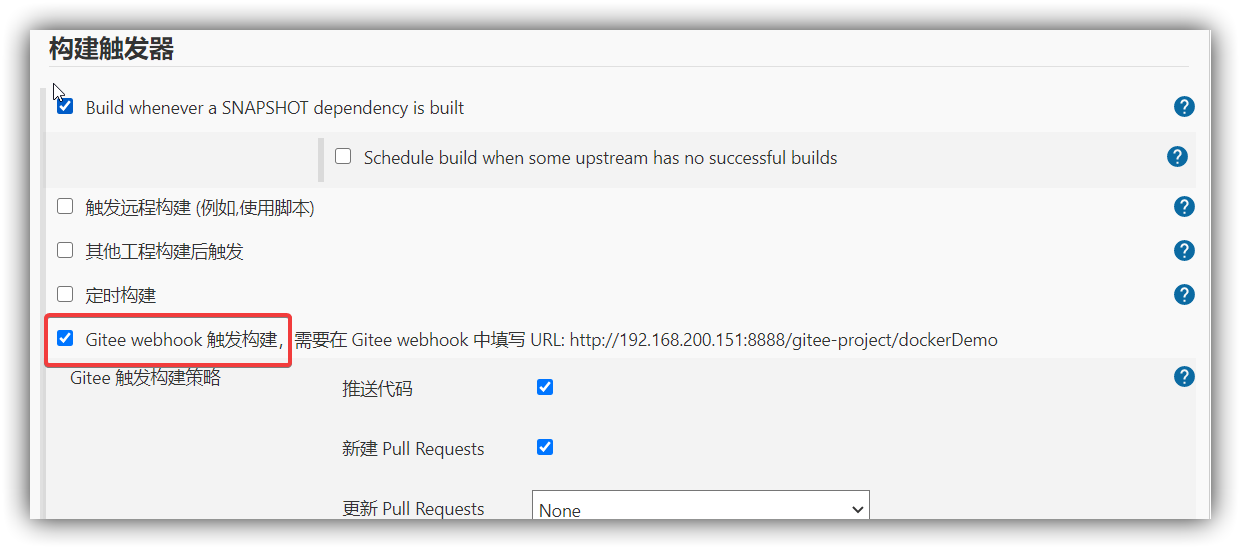 构建触发器
Build whenever a SNAPSHOT dependency is built
Schedule build when some upstream has no successful builds
触发远程构建 (例如,使用脚本)
其他工程构建后触发
定时构建
Gitee webhook 触发构建，需要在 Gitee webhook 中填写 URL: http://192.168.200.151:8888/gitee-project/dockerDemo
Gitee 触发构建策略
推送代码
新建 Pull Requests
更新 Pull Requests
None